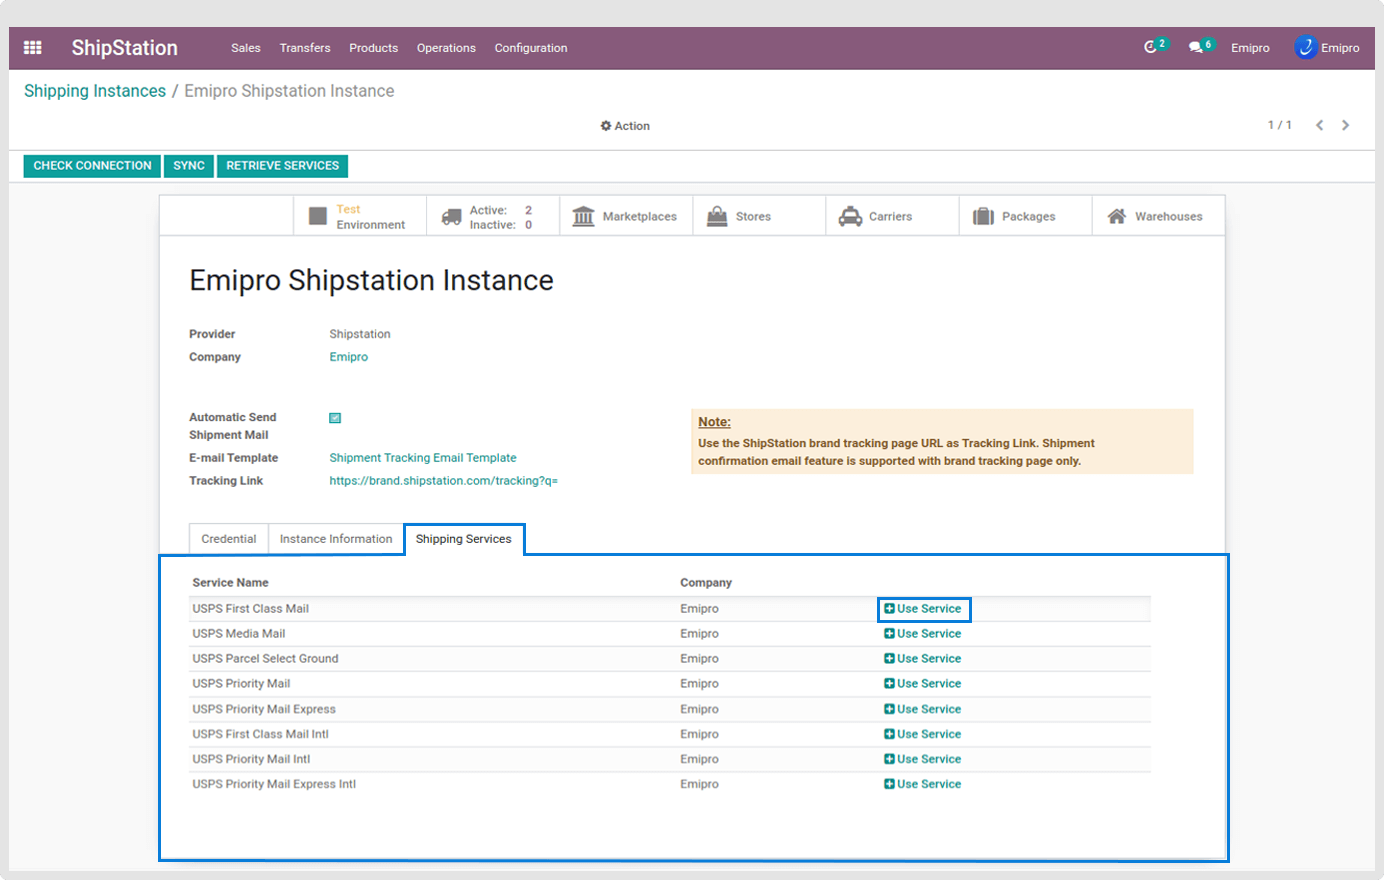 ShipStation Sales Transfers Products Operations Configuration 2 6 Emipro Emipro
Shipping Instances / Emipro Shipstation Instance
Action 1 / 1
CHECK CONNECTION SYNC RETRIEVE SERVICES
Test
Environment
Active: 2
Inactive: 0
Marketplaces
Stores
Carriers
Packages
Warehouses
Emipro Shipstation Instance
Provider Shipstation
Company Emipro
Automatic Send
Shipment Mail
E-mail Template Shipment Tracking Email Template
Tracking Link https://brand.shipstation.com/tracking?q=
Note:
Use the ShipStation brand tracking page URL as Tracking Link. Shipment
confirmation email feature is supported with brand tracking page only.
Credential Instance Information Shipping Services
Service Name Company
USPS First Class Mail Emipro Use Service
USPS Media Mail Emipro Use Service
USPS Parcel Select Ground Emipro Use Service
USPS Priority Mail Emipro Use Service
USPS Priority Mail Express Emipro Use Service
USPS First Class Mail Intl Emipro Use Service
USPS Priority Mail Intl Emipro Use Service
USPS Priority Mail Express Intl Emipro Use Service